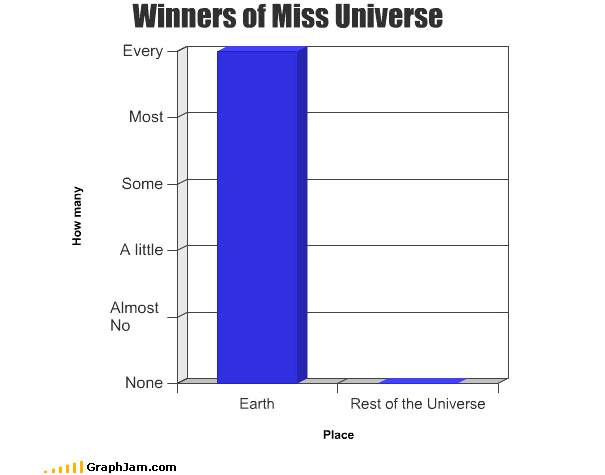 Winners of Miss Universe
Every
Most
Some
A little
Almost
No
None
How many
Earth
Rest of the Universe
Place
GraphJam.com